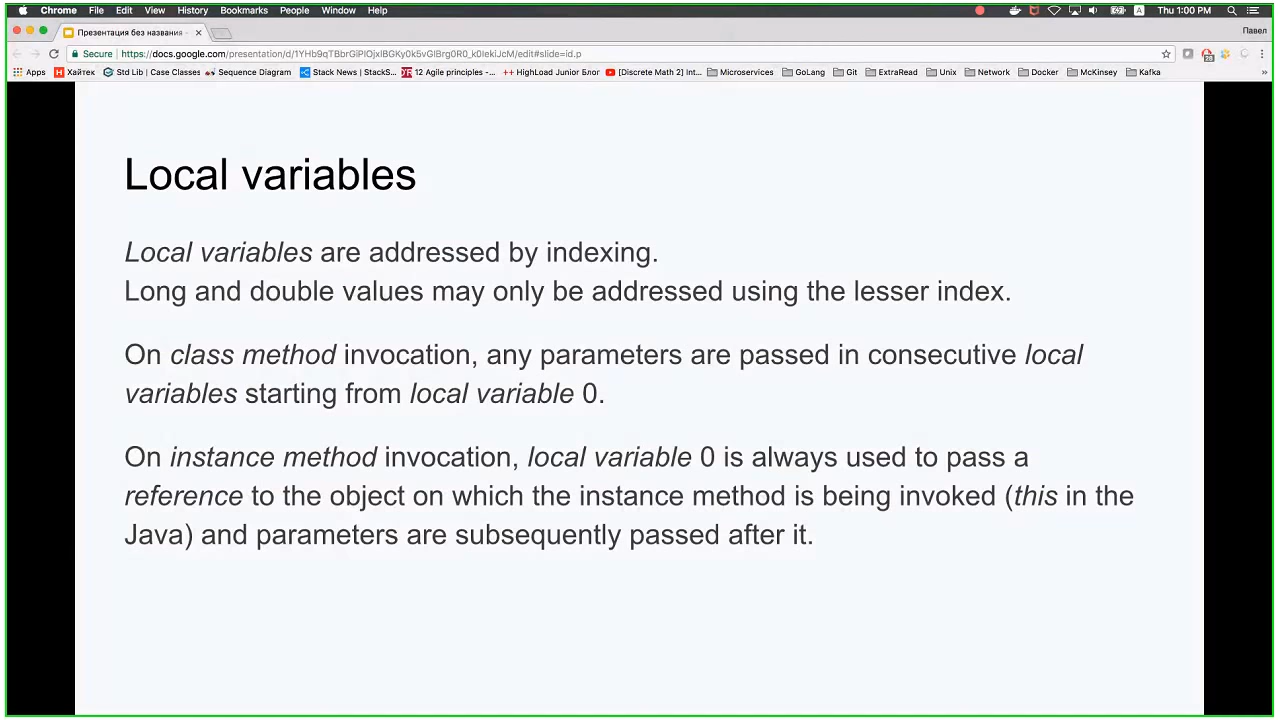 Chrome File Edit View History Bookmarks People Window Help Thu 1:00 PM
Презентация без названия - Павел
Secure https://docs.google.com/presentation/d/
Apps Хайтек Std Lib | Case Classes Sequence Diagram Stack News | StackS... 12 Agile principles -... HighLoad Junior Блог [Discrete Math 2] Int... Microservices GoLang Git ExtraRead Unix Network Docker McKinsey Kafka »
Local variables
Local variables are addressed by indexing.
Long and double values may only be addressed using the lesser index.
On class method invocation, any parameters are passed in consecutive local
variables starting from local variable 0.
On instance method invocation, local variable 0 is always used to pass a
reference to the object on which the instance method is being invoked (this in the
Java) and parameters are subsequently passed after it.